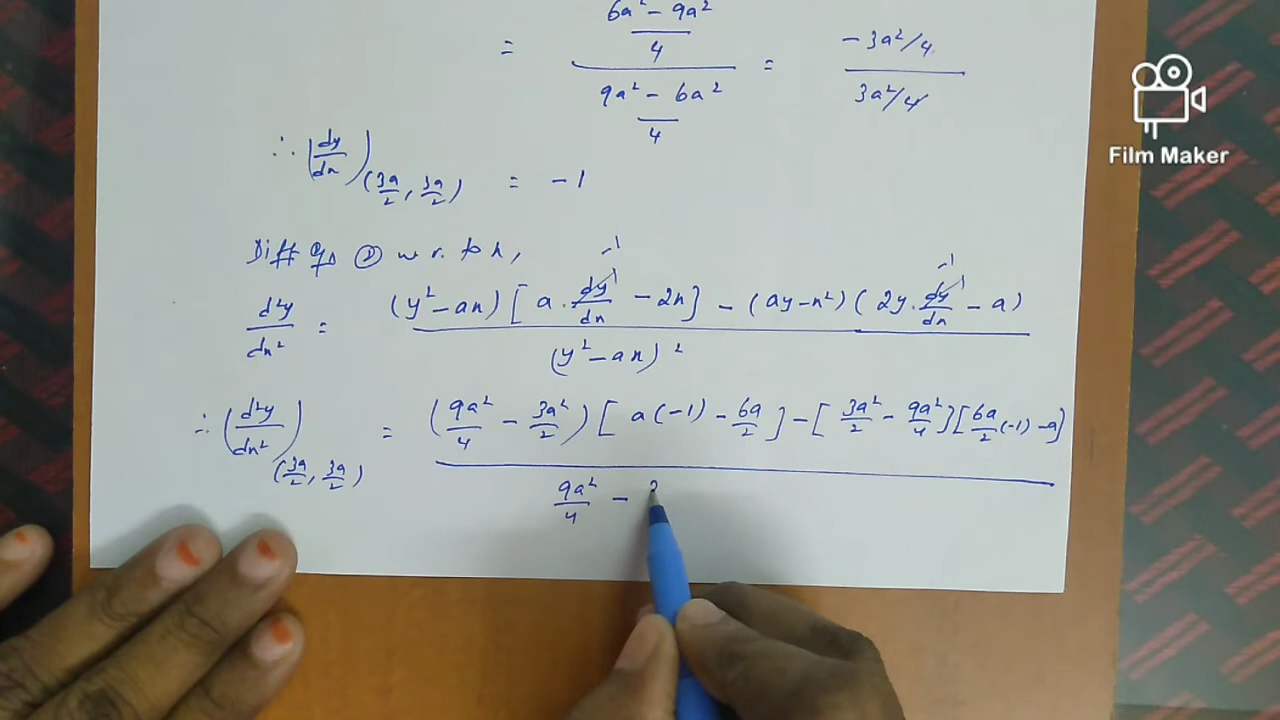 = (6a² - 9a²)/4 / (9a² - 6a²)/4 = -3a²/4 / 3a²/4
Film Maker
∴ (dy/dx)(3a/2, 3a/2) = -1
Diff eqn ② w.r. to x,
d²y/dx² = (y² - ax)[a · dy/dx - 2x] - (ay - x²)(2y · dy/dx - a) / (y² - ax)²
∴ (d²y/dx²)(3a/2, 3a/2) = (9a²/4 - 3a²/2)[a(-1) - 6a/2] - [3a²/2 - 9a²/4][6a/2(-1) - a] / 9a²/4 -